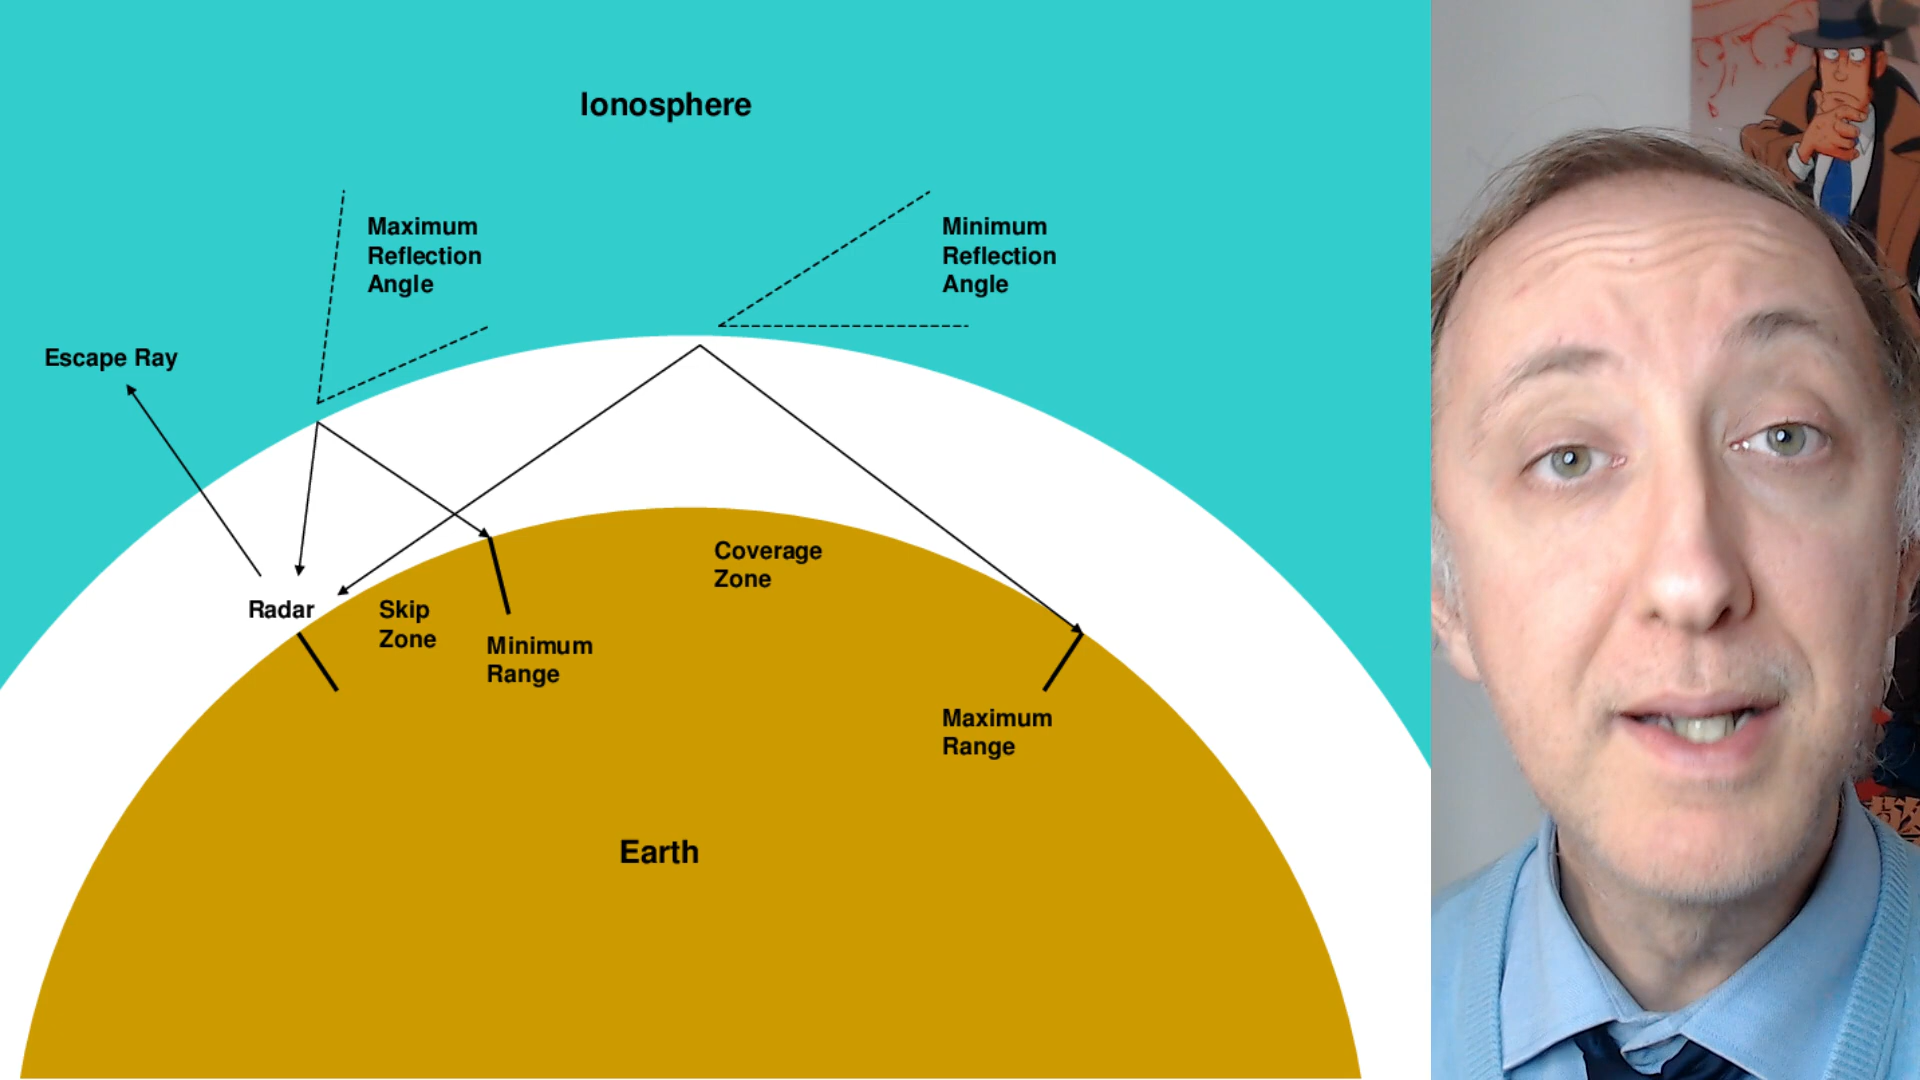 Ionosphere
Maximum
Reflection
Angle
Minimum
Reflection
Angle
Escape Ray
Coverage
Zone
Radar
Skip
Zone
Minimum
Range
Maximum
Range
Earth